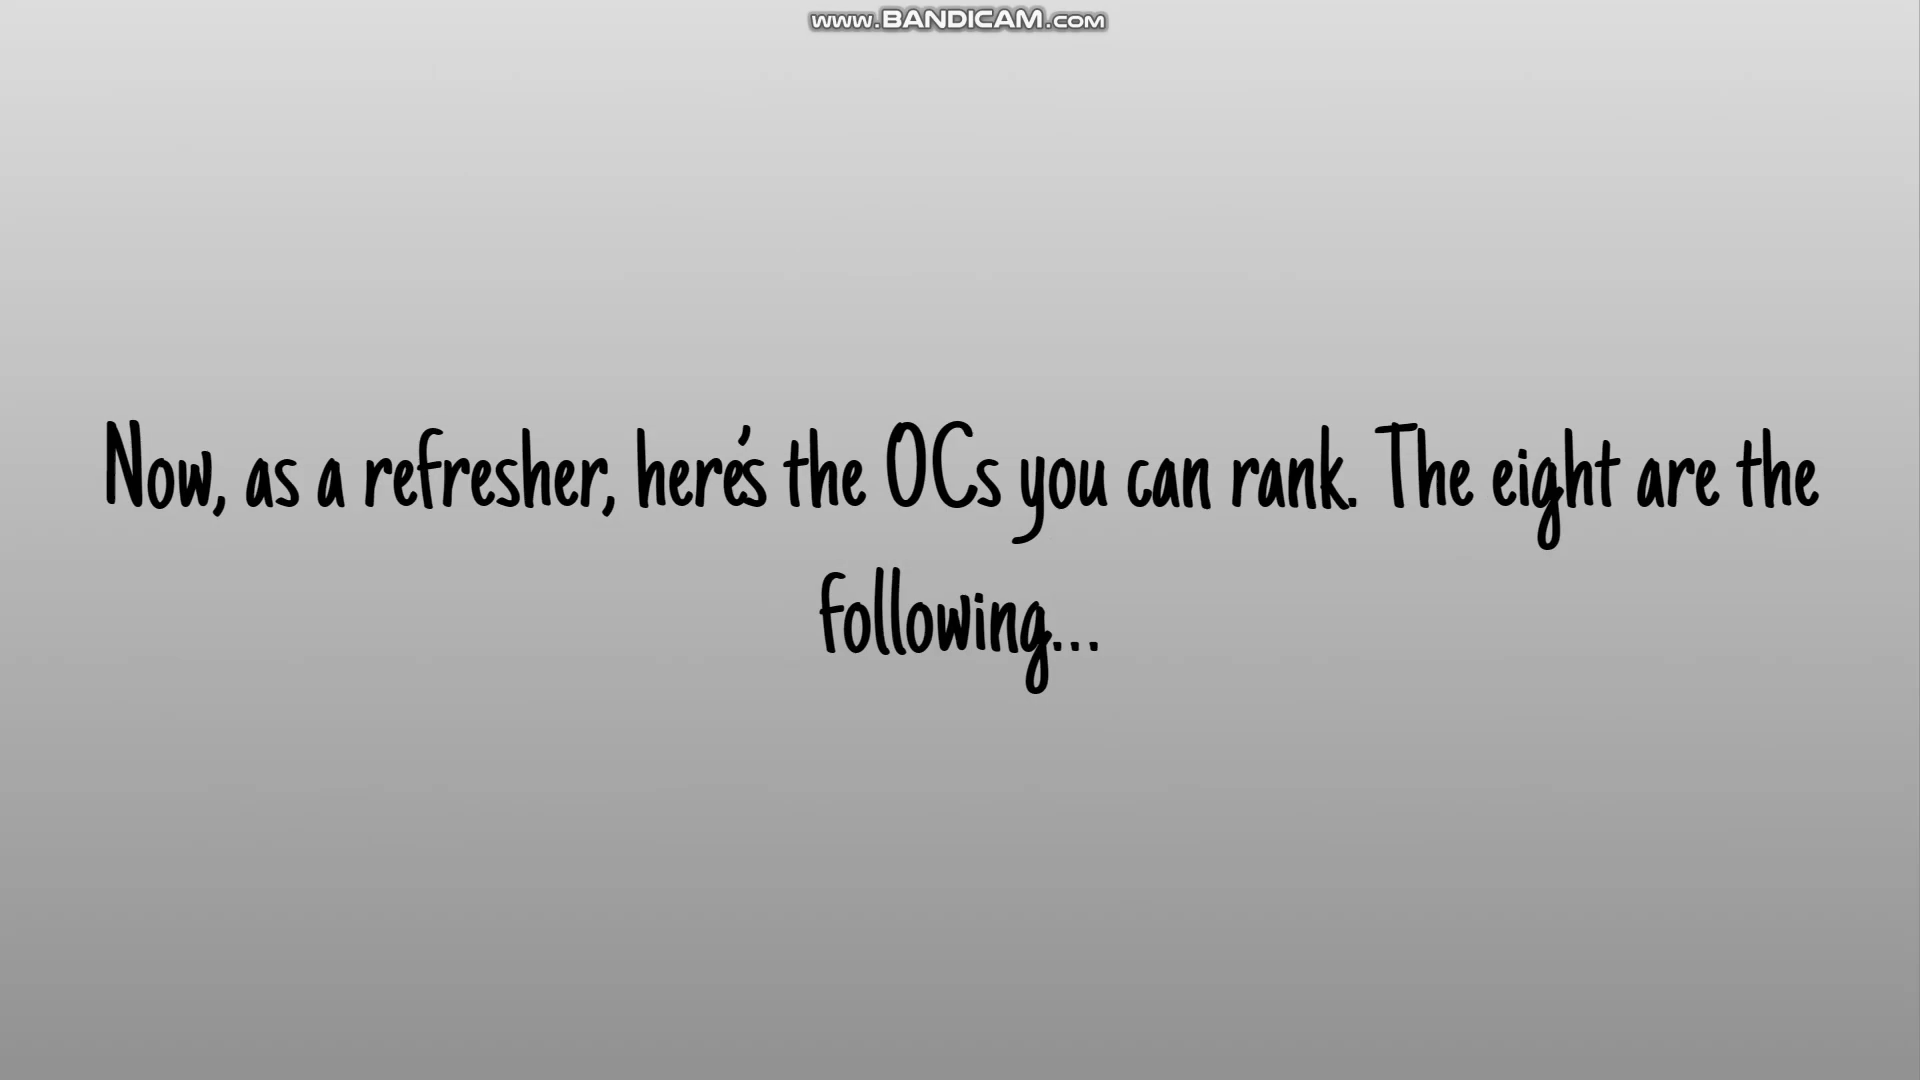 www.BANDICAM.com
Now, as a refresher, here's the OCs you can rank. The eight are the
following...